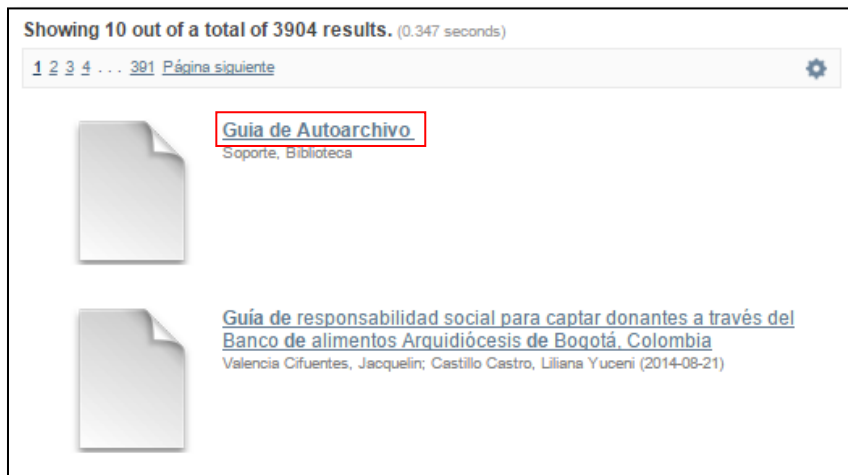 Showing 10 out of a total of 3904 results. (0.347 seconds)
1 2 3 4 . . . 391 Página siguiente
Guia de Autoarchivo
Soporte, Biblioteca
Guía de responsabilidad social para captar donantes a través del
Banco de alimentos Arquidiócesis de Bogotá, Colombia
Valencia Cifuentes, Jacquelin; Castillo Castro, Liliana Yuceni (2014-08-21)